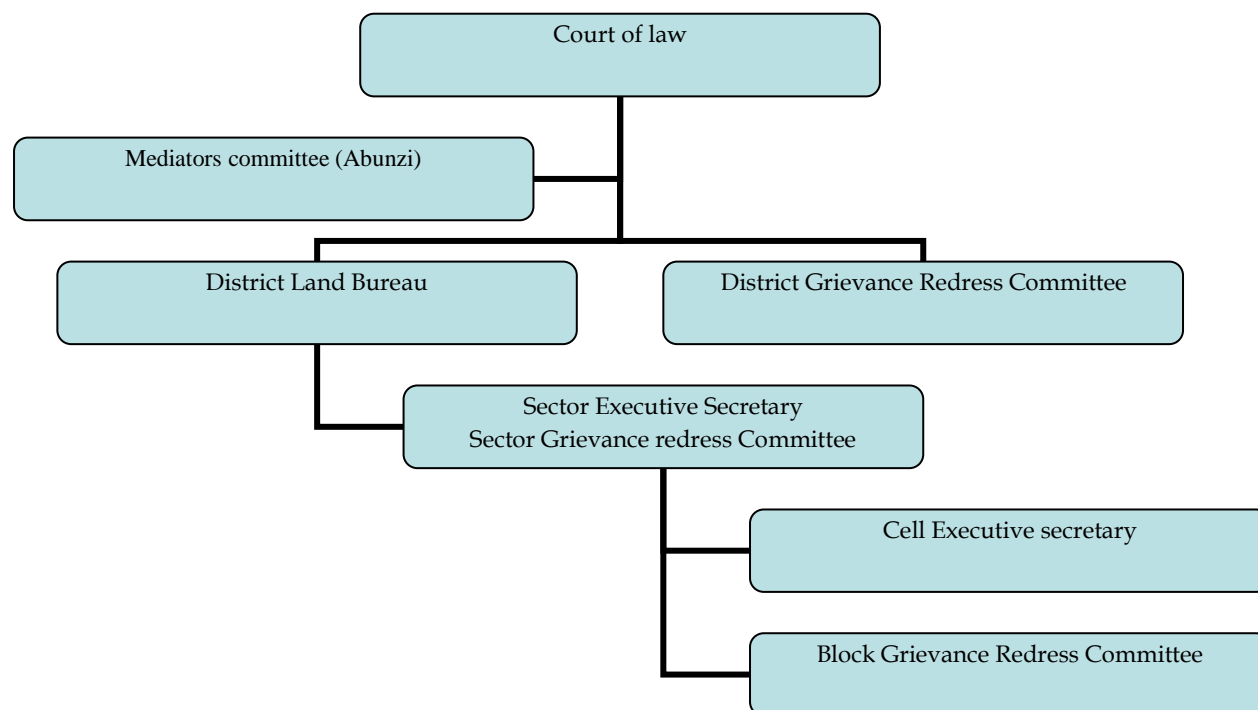 Court of law
Mediators committee (Abunzi)
District Land Bureau
District Grievance Redress Committee
Sector Executive Secretary
Sector Grievance redress Committee
Cell Executive secretary
Block Grievance Redress Committee